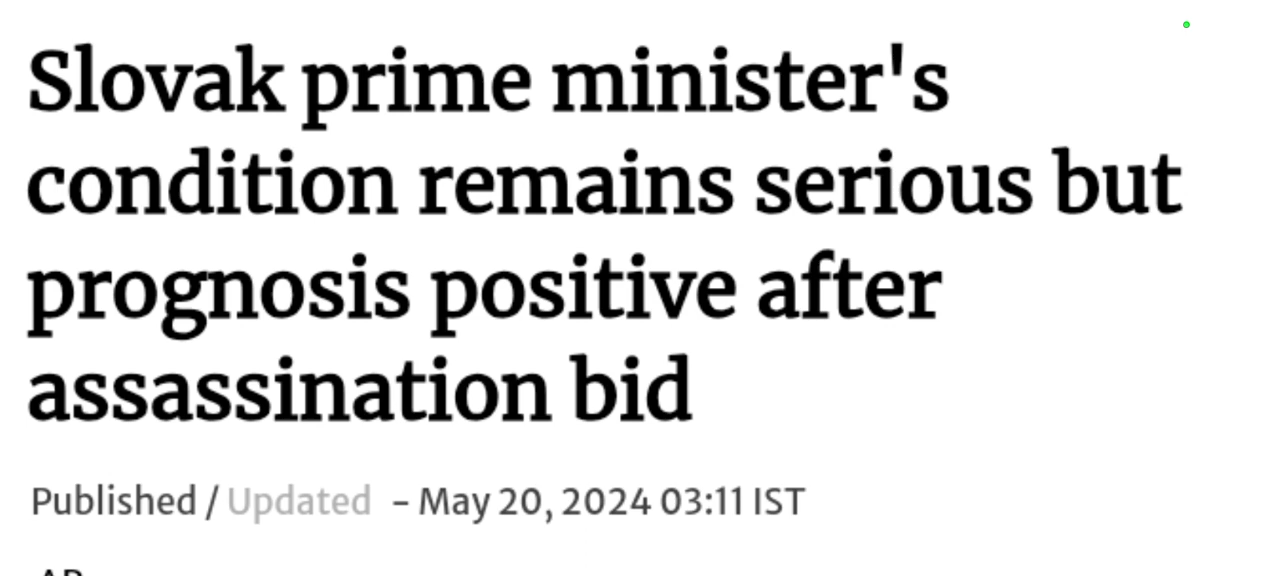 Slovak prime minister's
condition remains serious but
prognosis positive after
assassination bid
Published / Updated - May 20, 2024 03:11 IST